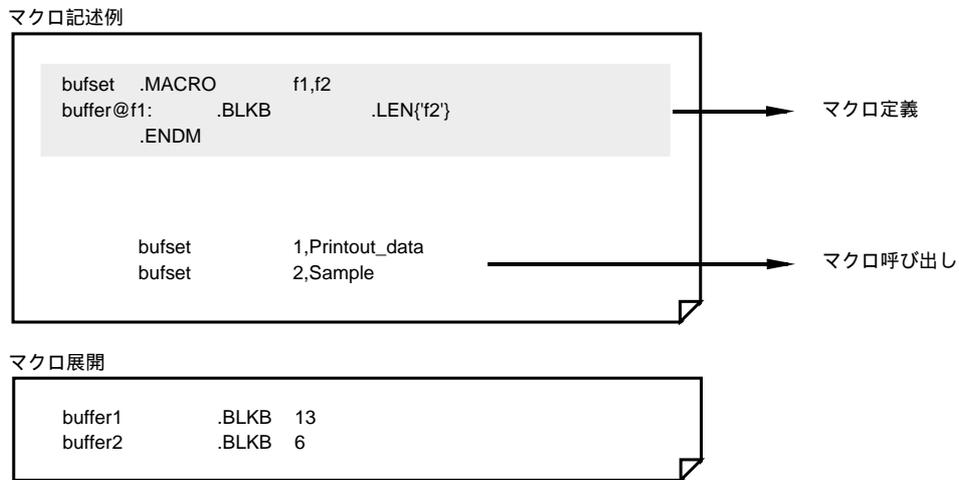 マクロ記述例
bufset .MACRO f1,f2
buffer@f1: .BLKB .LEN{'f2'}
.ENDM
マクロ定義
bufset 1,Printout_data
bufset 2,Sample
マクロ呼び出し
マクロ展開
buffer1 .BLKB 13
buffer2 .BLKB 6